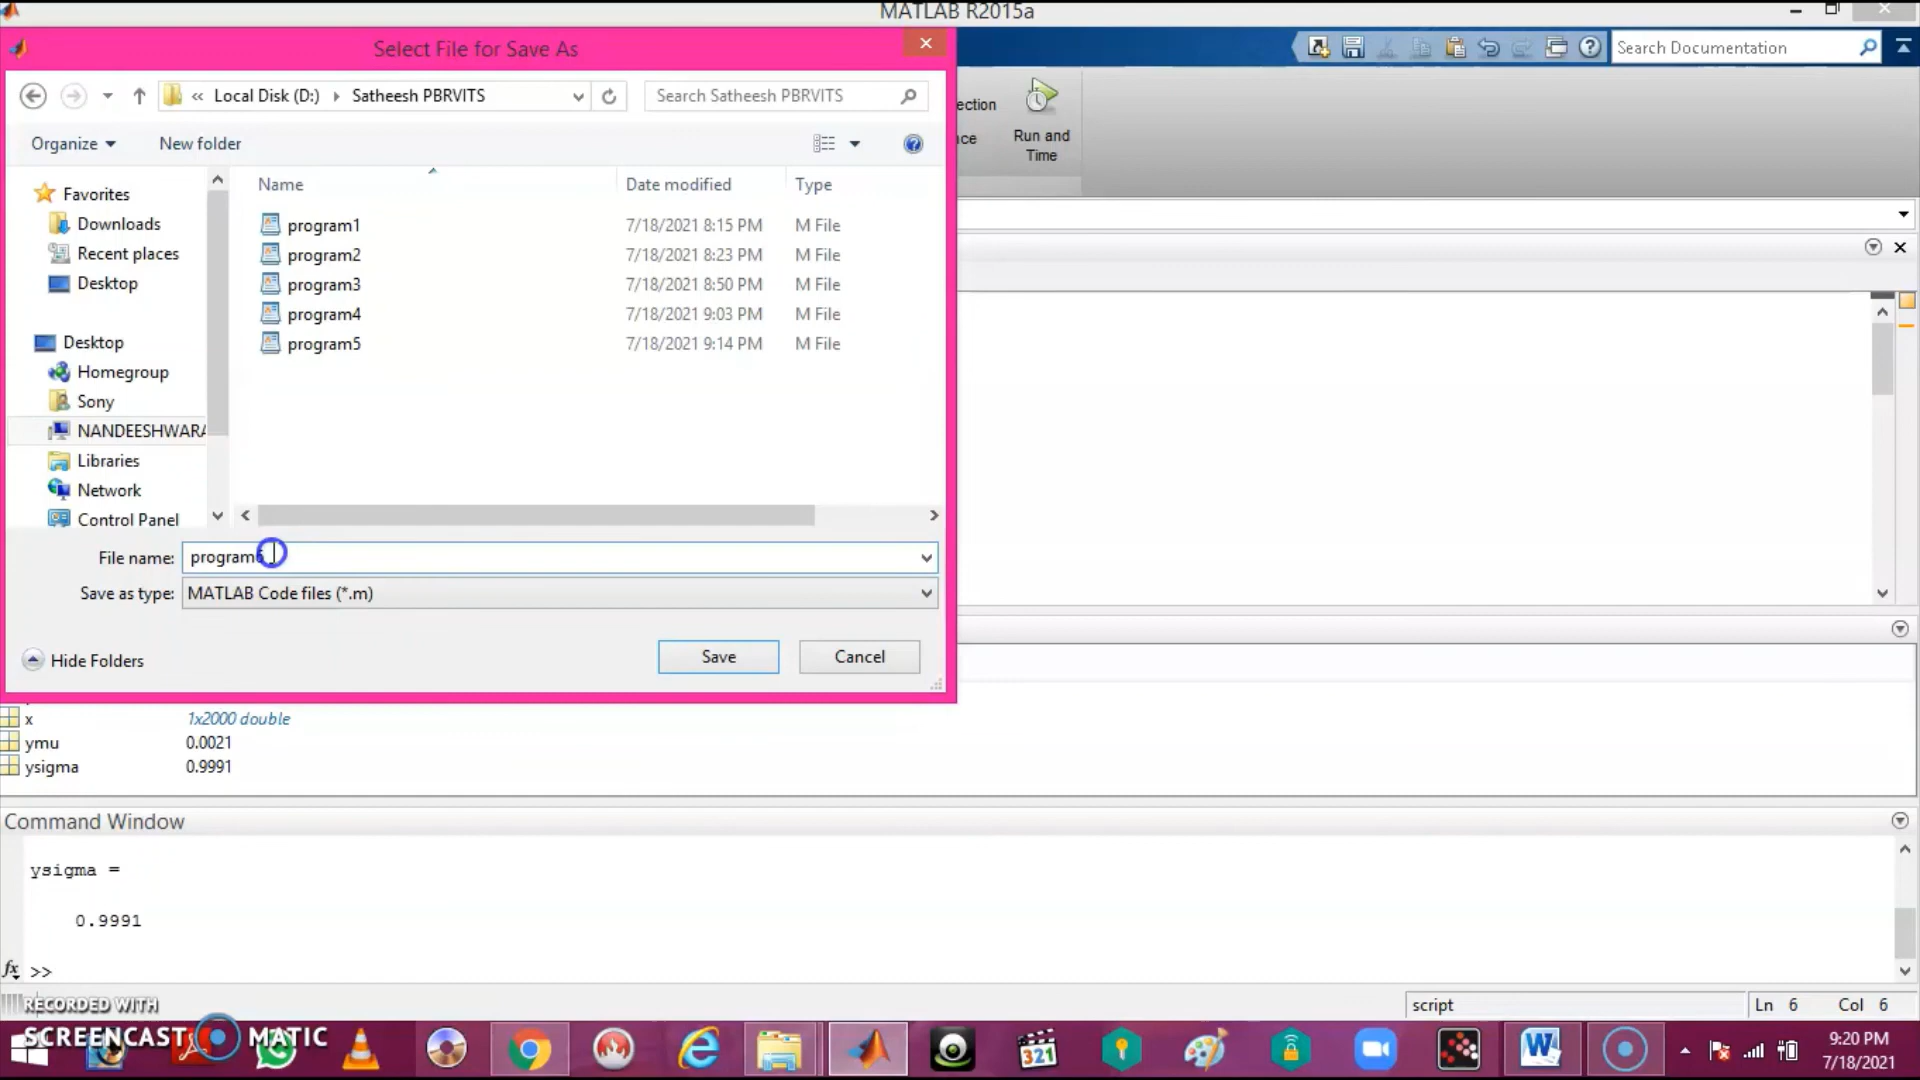 MATLAB R2015a
Select File for Save As
Search Documentation
« Local Disk (D:) Satheesh PBRVITS
Search Satheesh PBRVITS
ection
nce
Run and
Time
Organize
New folder
Name
Date modified
Type
Favorites
Downloads
Recent places
Desktop
Desktop
Homegroup
Sony
NANDEESHWARA
Libraries
Network
Control Panel
program1 7/18/2021 8:15 PM M File
program2 7/18/2021 8:23 PM M File
program3 7/18/2021 8:50 PM M File
program4 7/18/2021 9:03 PM M File
program5 7/18/2021 9:14 PM M File
File name: program6
Save as type: MATLAB Code files (*.m)
Hide Folders
Save
Cancel
x 1x2000 double
ymu 0.0021
ysigma 0.9991
Command Window
ysigma =
0.9991
fx >>
script
Ln 6 Col 6
RECORDED WITH
SCREENCAST MATIC
321
9:20 PM
7/18/2021